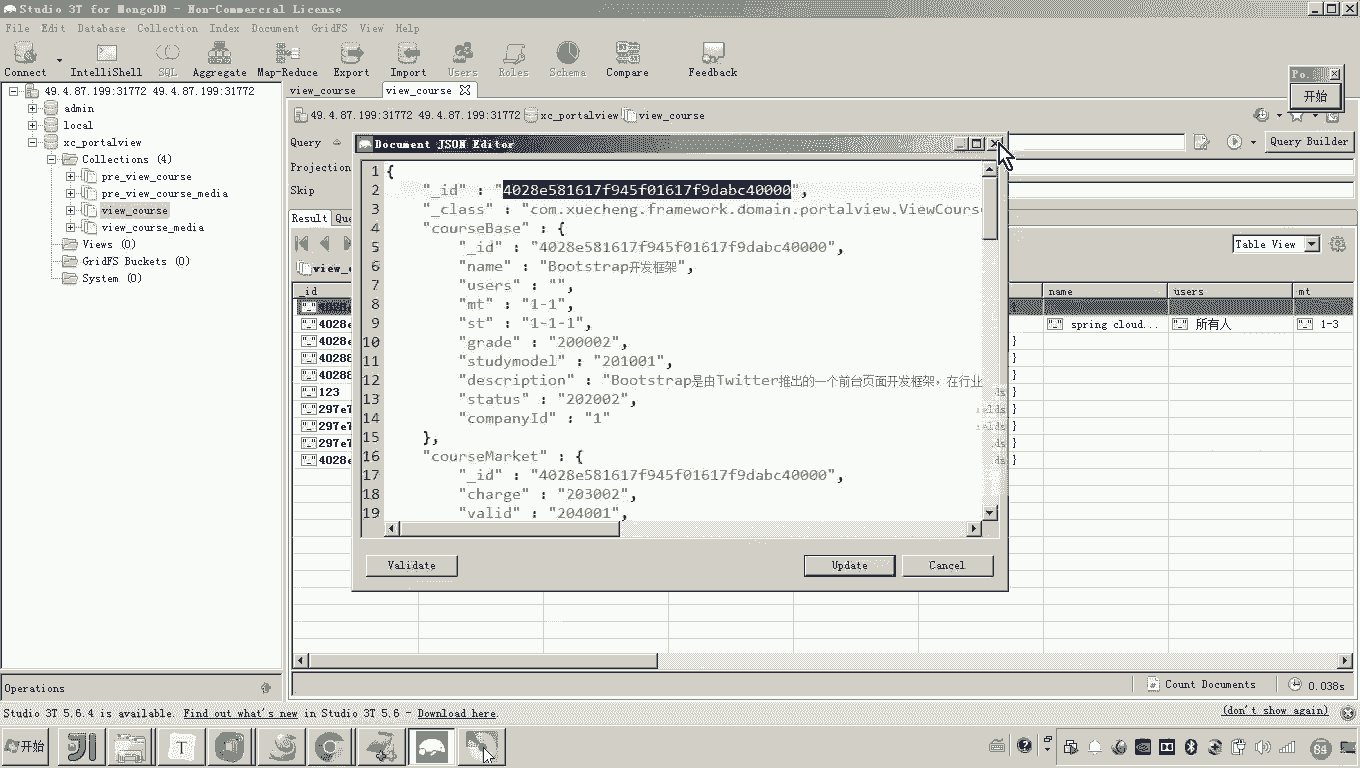 Studio 3T for MongoDB - Non-Commercial License
File Edit Database Collection Index Document GridFS View Help
Connect IntelliShell SQL Aggregate Map-Reduce Export Import Users Roles Schema Compare Feedback
Po.
开始
49.4.87.199:31772 49.4.87.199:31772
admin
local
xc_portalview
Collections (4)
pre_view_course
pre_view_course_media
view_course
view_course_media
Views (0)
GridFS Buckets (0)
System (0)
view_course view_course
49.4.87.199:31772 49.4.87.199:31772 xc_portalview view_course
Query
Query Builder
Projection
Skip
Result
Table View
Document JSON Editor
1 {
2 "_id" : "4028e581617f945f01617f9dabc40000",
3 "_class" : "com.xuecheng.framework.domain.portalview.ViewCourse
4 "courseBase" : {
5 "_id" : "4028e581617f945f01617f9dabc40000",
6 "name" : "Bootstrap开发框架",
7 "users" : "",
8 "mt" : "1-1",
9 "st" : "1-1-1",
10 "grade" : "200002",
11 "studymodel" : "201001",
12 "description" : "Bootstrap是由Twitter推出的一个前台页面开发框架，在行业
13 "status" : "202002",
14 "companyId" : "1"
15 },
16 "courseMarket" : {
17 "_id" : "4028e581617f945f01617f9dabc40000",
18 "charge" : "203002",
19 "valid" : "204001",
Validate Update Cancel
_id name users mt
4028e spring cloud... 所有人 1-3
4028e
40288
40288
123
297e7
297e7
297e7
4028e
Operations
Count Documents 0.038s
Studio 3T 5.6.4 is available. Find out what's new in Studio 3T 5.6 - Download here. (don't show again)
开始
84